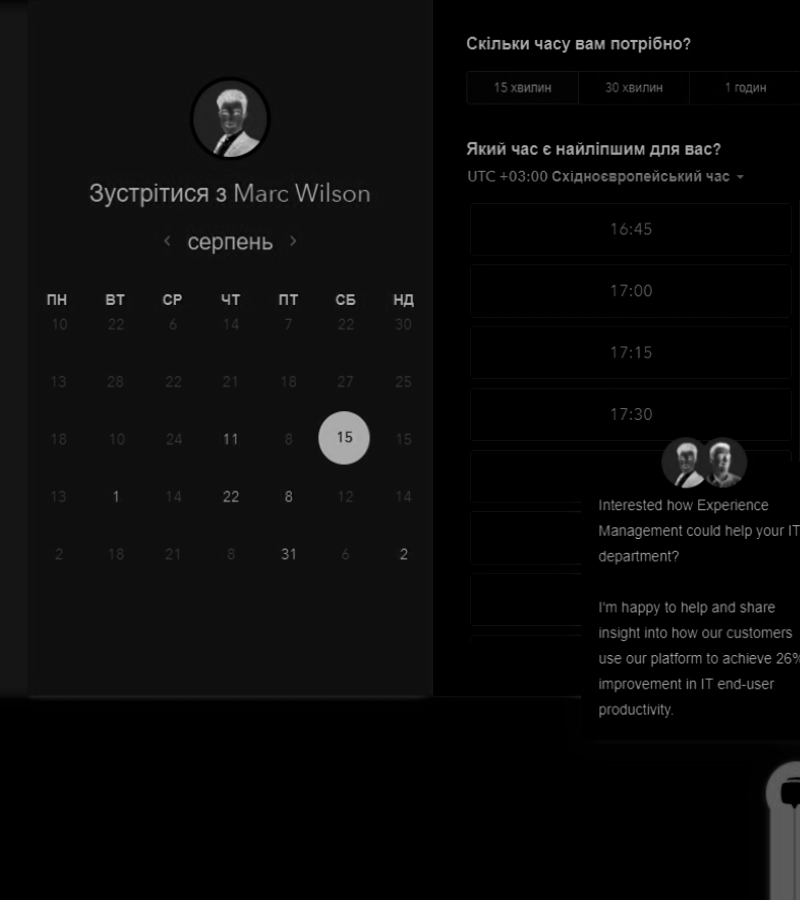 Зустрітися з Marc Wilson
серпень
ПН ВТ СР ЧТ ПТ СБ НД
10 22 6 14 7 22 30
13 28 22 21 18 27 25
18 10 24 11 8 15 15
13 1 14 22 8 12 14
2 18 21 8 31 6 2
Скільки часу вам потрібно?
15 хвилин 30 хвилин 1 годин
Який час є найліпшим для вас?
UTC +03:00 Східноєвропейський час
16:45
17:00
17:15
17:30
Interested how Experience
Management could help your IT
department?
I'm happy to help and share
insight into how our customers
use our platform to achieve 26%
improvement in IT end-user
productivity.